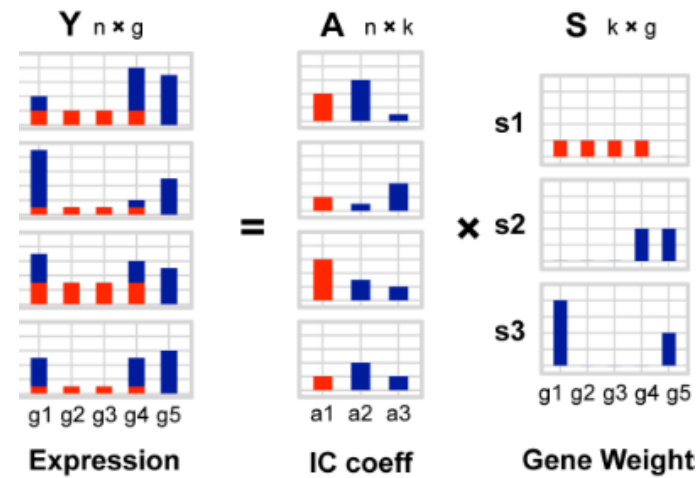 Y n × g
A n × k
S k × g
s1
=
× s2
s3
g1 g2 g3 g4 g5
a1 a2 a3
g1 g2 g3 g4 g5
Expression
IC coeff
Gene Weight